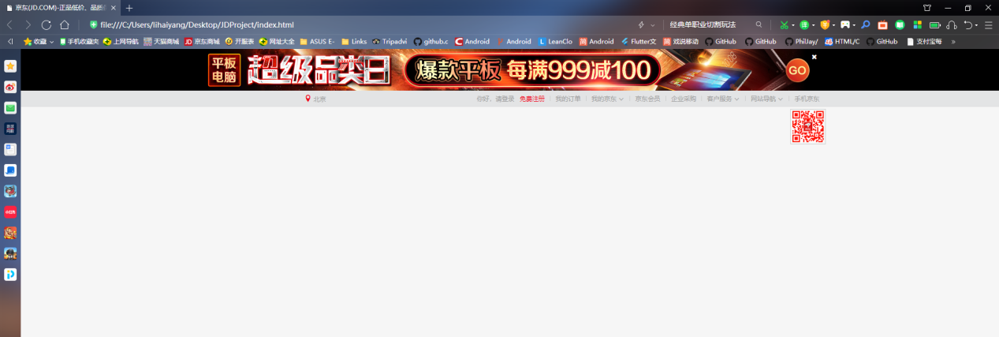 京东(JD.COM)-正品低价、品质
file:///C:/Users/lihaiyang/Desktop/JDProject/index.html
经典单职业切割玩法
收藏 手机收藏夹 上网导航 天猫商城 京东商城 开服表 网址大全 ASUS E- Links Tripadvi github.c Android Android LeanClo Android Flutter文 戏说移动 GitHub GitHub PhilJay/ HTML/C GitHub 支付宝每 »
平板
电脑
超级品类日
爆款平板 每满999减100
GO
北京
你好，请登录 免费注册 我的订单 我的京东 京东会员 企业采购 客户服务 网站导航 手机京东